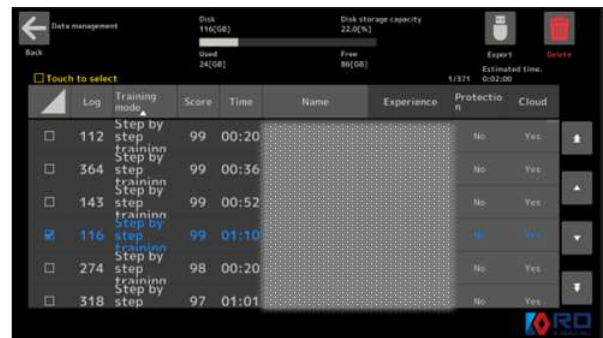 Data management
Disk
116[GB]
Disk storage capacity
22.0[%]
Back
Used
24[GB]
Free
86[GB]
Export
Delete
Touch to select
1/371
Estimated time.
0:02:00
Log Training mode Score Time Name Experience Protection Cloud
112 Step by step training 99 00:20 No Yes
364 Step by step training 99 00:36 No Yes
143 Step by step training 99 00:52 No Yes
116 Step by step training 99 01:10 No Yes
274 Step by step training 98 00:20 No Yes
318 Step by step 97 01:01 No Yes
RD